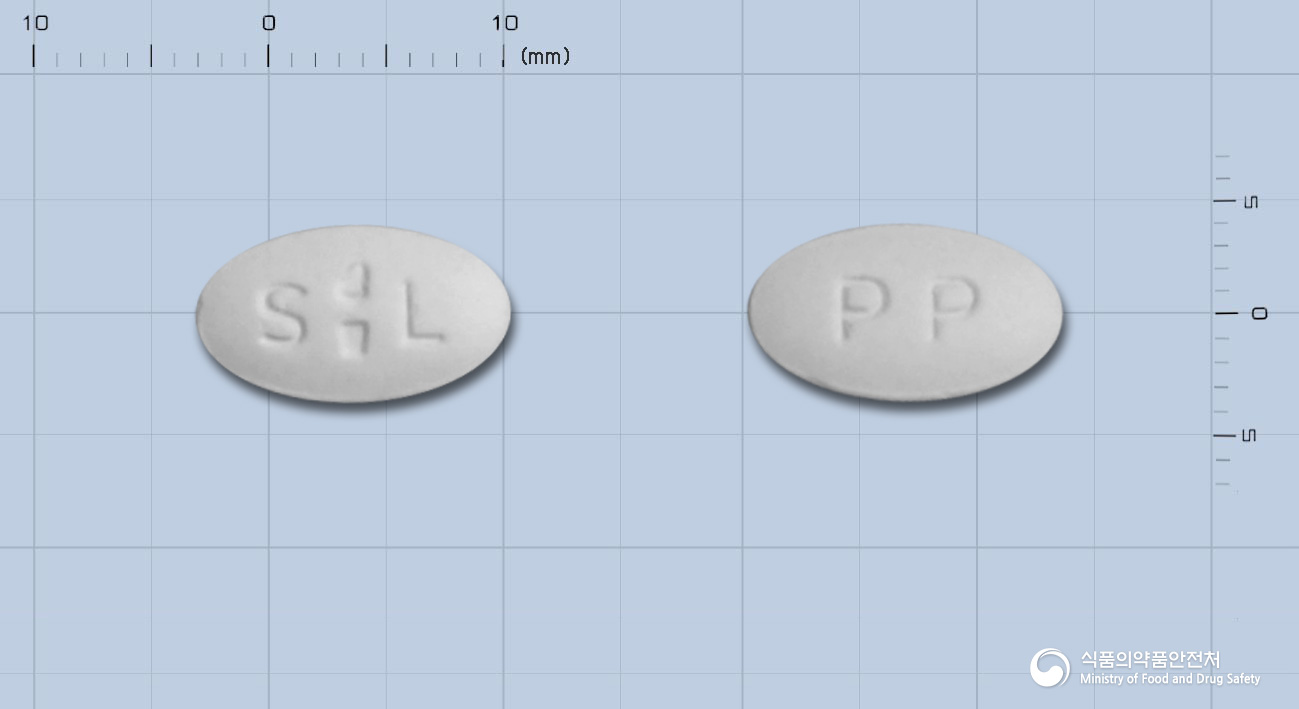 10 0 10
(mm)
S L
PP
5
0
5
식품의약품안전처
Ministry of Food and Drug Safety